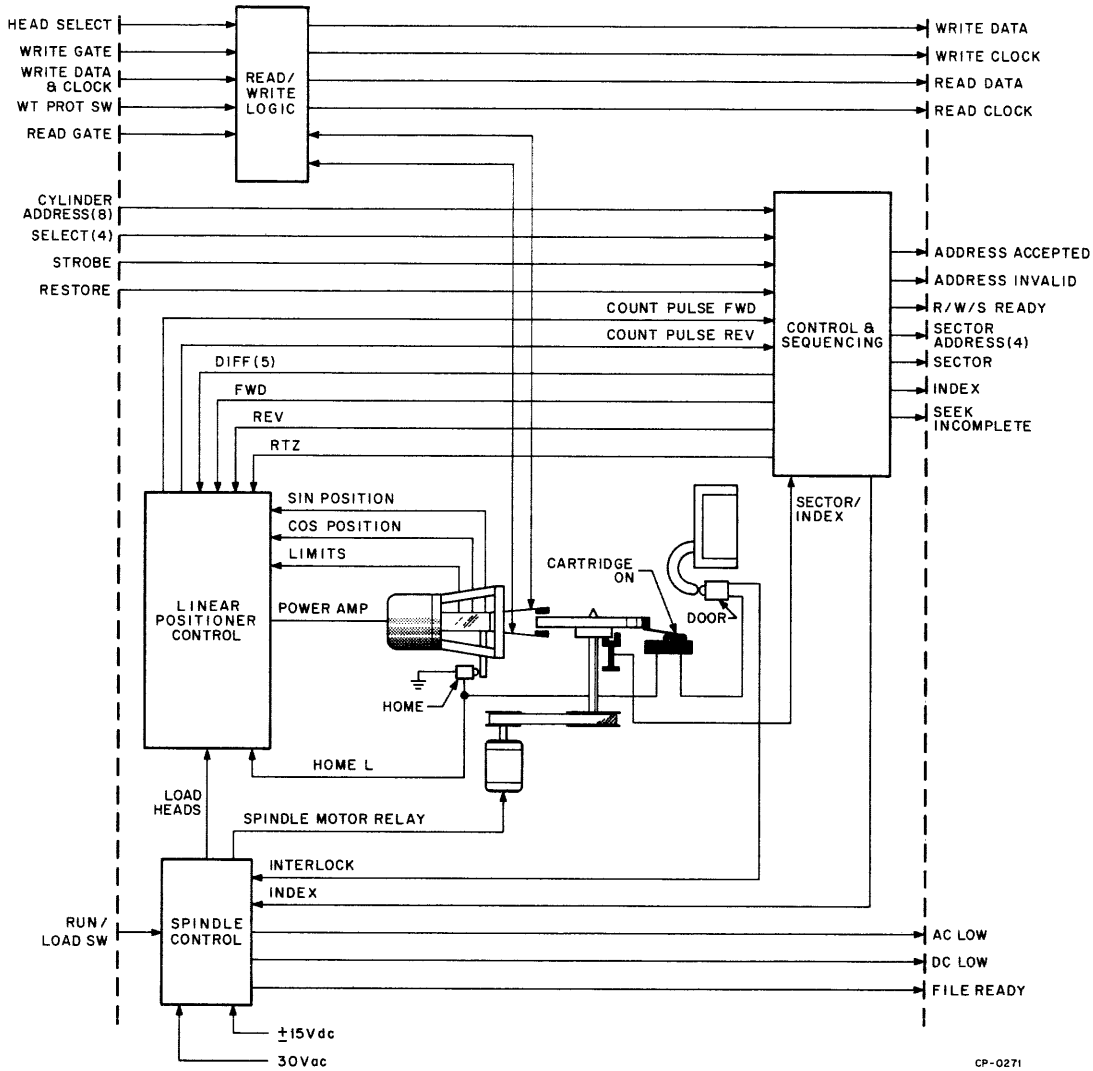 HEAD SELECT
WRITE GATE
WRITE DATA
& CLOCK
WT PROT SW
READ GATE
READ/
WRITE
LOGIC
WRITE DATA
WRITE CLOCK
READ DATA
READ CLOCK
CYLINDER
ADDRESS(8)
SELECT(4)
STROBE
RESTORE
COUNT PULSE FWD
COUNT PULSE REV
DIFF(5)
FWD
REV
RTZ
CONTROL &
SEQUENCING
ADDRESS ACCEPTED
ADDRESS INVALID
R/W/S READY
SECTOR
ADDRESS(4)
SECTOR
INDEX
SEEK
INCOMPLETE
SIN POSITION
COS POSITION
LIMITS
POWER AMP
LINEAR
POSITIONER
CONTROL
SECTOR/
INDEX
CARTRIDGE
ON
DOOR
HOME
HOME L
LOAD
HEADS
SPINDLE MOTOR RELAY
INTERLOCK
INDEX
RUN/
LOAD SW
SPINDLE
CONTROL
AC LOW
DC LOW
FILE READY
±15Vdc
30Vac
CP-0271